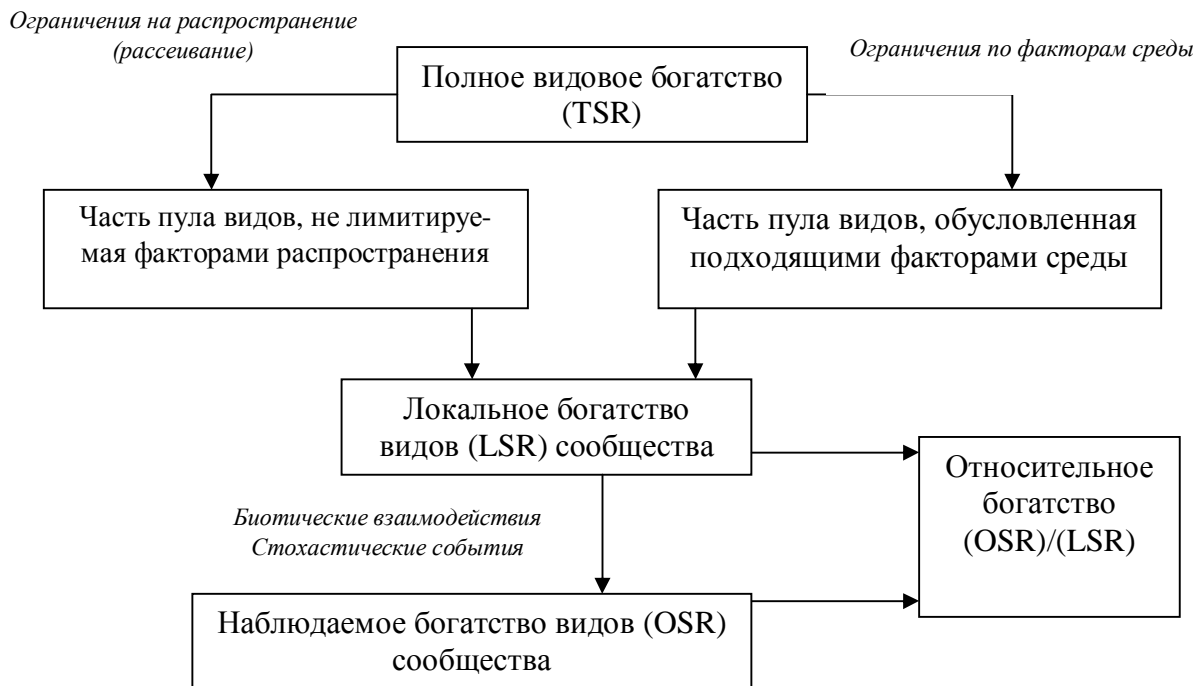 Ограничения на распространение
(рассеивание)
Ограничения по факторам среды
Полное видовое богатство
(TSR)
Часть пула видов, не лимитируе-
мая факторами распространения
Часть пула видов, обусловленная
подходящими факторами среды
Локальное богатство
видов (LSR) сообщества
Относительное
богатство
(OSR)/(LSR)
Биотические взаимодействия
Стохастические события
Наблюдаемое богатство видов (OSR)
сообщества